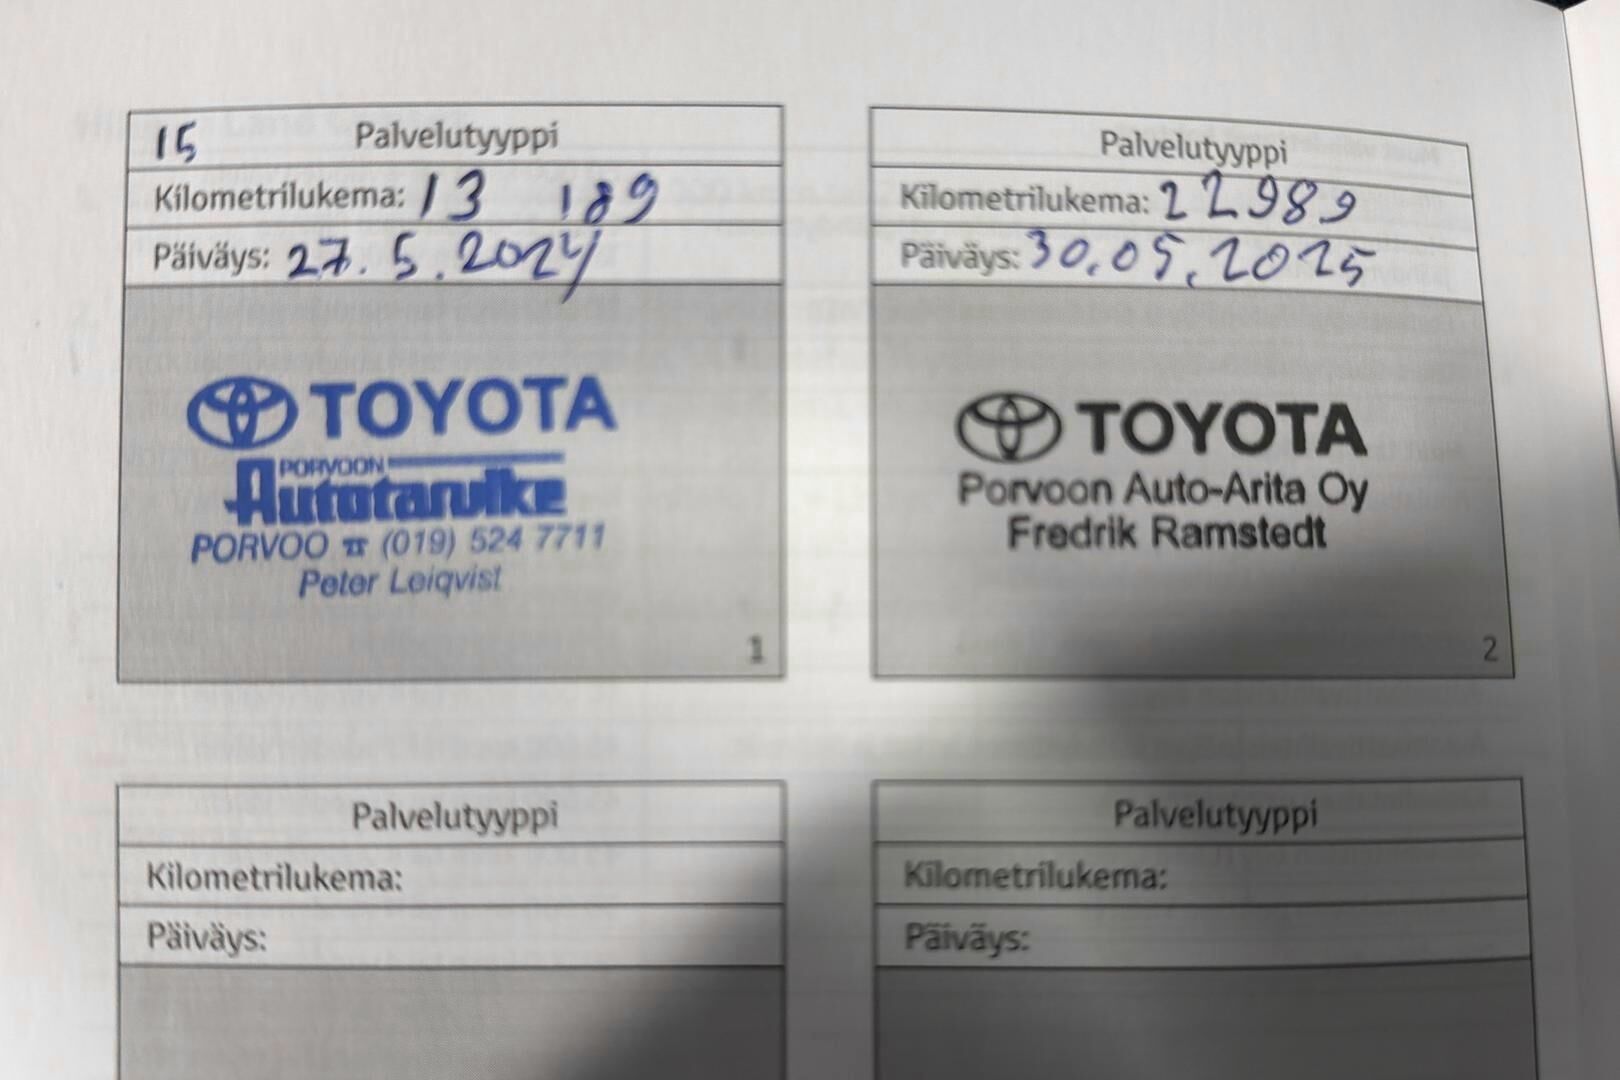 15 Palvelutyyppi
Kilometrilukema: 13 189
Päiväys: 27.5.2024
TOYOTA
PORVOON
Autotarvike
PORVOO ☎ (019) 524 7711
Peter Leiqvist
1
Palvelutyyppi
Kilometrilukema: 22989
Päiväys: 30.05.2025
TOYOTA
Porvoon Auto-Arita Oy
Fredrik Ramstedt
2
Palvelutyyppi
Kilometrilukema:
Päiväys:
Palvelutyyppi
Kilometrilukema:
Päiväys: